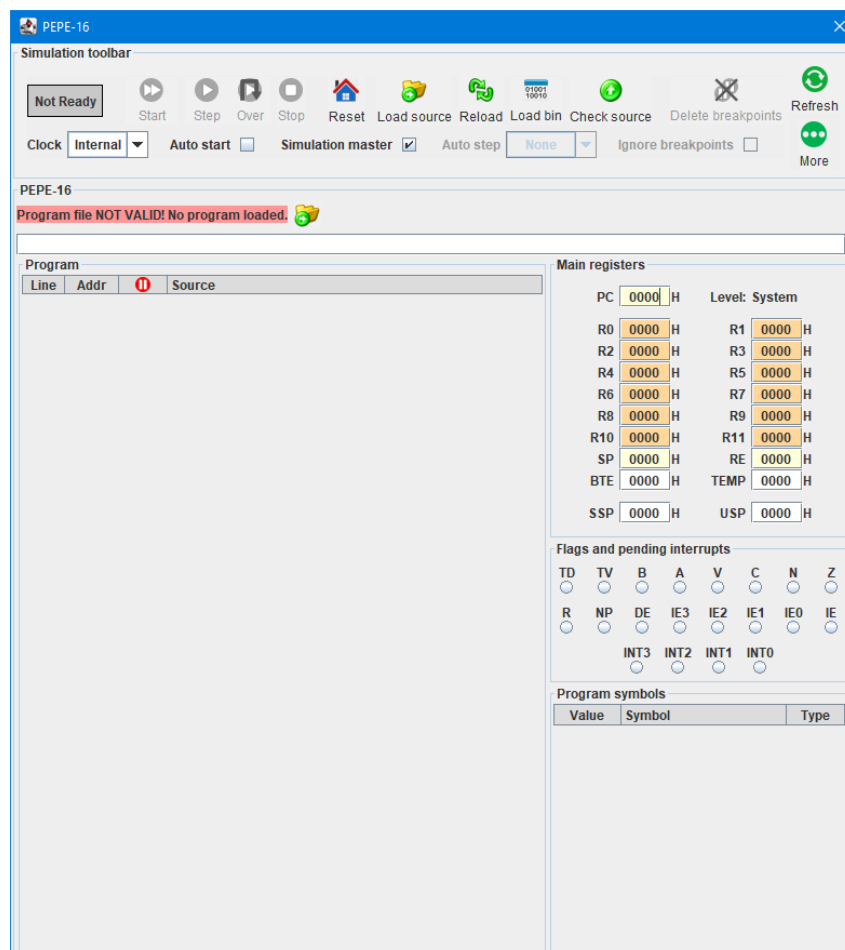 PEPE-16
Simulation toolbar
Not Ready
Start Step Over Stop Reset Load source Reload Load bin Check source Delete breakpoints Refresh
Clock Internal Auto start Simulation master Auto step None Ignore breakpoints
More
PEPE-16
Program file NOT VALID! No program loaded.
Program
Line Addr Source
Main registers
PC 0000 H Level: System
R0 0000 H R1 0000 H
R2 0000 H R3 0000 H
R4 0000 H R5 0000 H
R6 0000 H R7 0000 H
R8 0000 H R9 0000 H
R10 0000 H R11 0000 H
SP 0000 H RE 0000 H
BTE 0000 H TEMP 0000 H
SSP 0000 H USP 0000 H
Flags and pending interrupts
TD TV B A V C N Z
R NP DE IE3 IE2 IE1 IE0 IE
INT3 INT2 INT1 INT0
Program symbols
Value Symbol Type